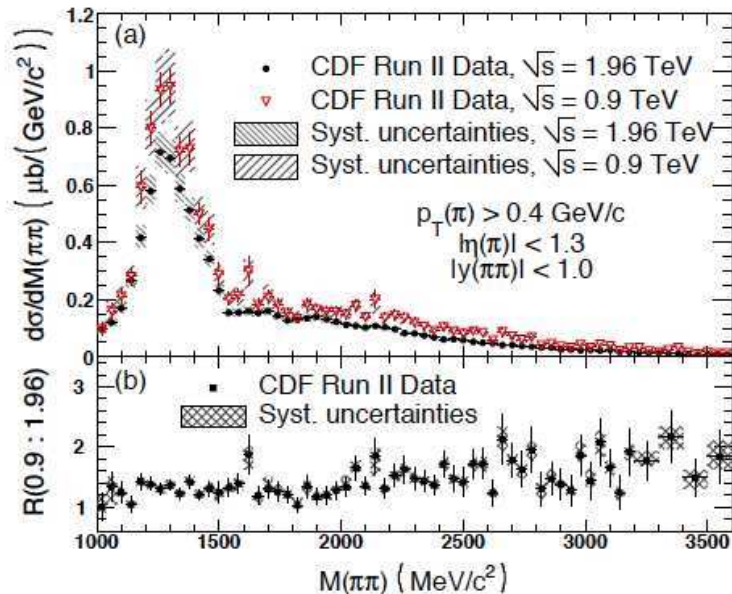 (a)
CDF Run II Data, √s = 1.96 TeV
CDF Run II Data, √s = 0.9 TeV
Syst. uncertainties, √s = 1.96 TeV
Syst. uncertainties, √s = 0.9 TeV
p_T(π) > 0.4 GeV/c
|η(π)| < 1.3
|y(ππ)| < 1.0
dσ/dM(ππ) { μb/(GeV/c²) }
1.2
1
0.8
0.6
0.4
0.2
0
(b)
CDF Run II Data
Syst. uncertainties
R(0.9 : 1.96)
3
2
1
1000 1500 2000 2500 3000 3500
M(ππ) { MeV/c² }